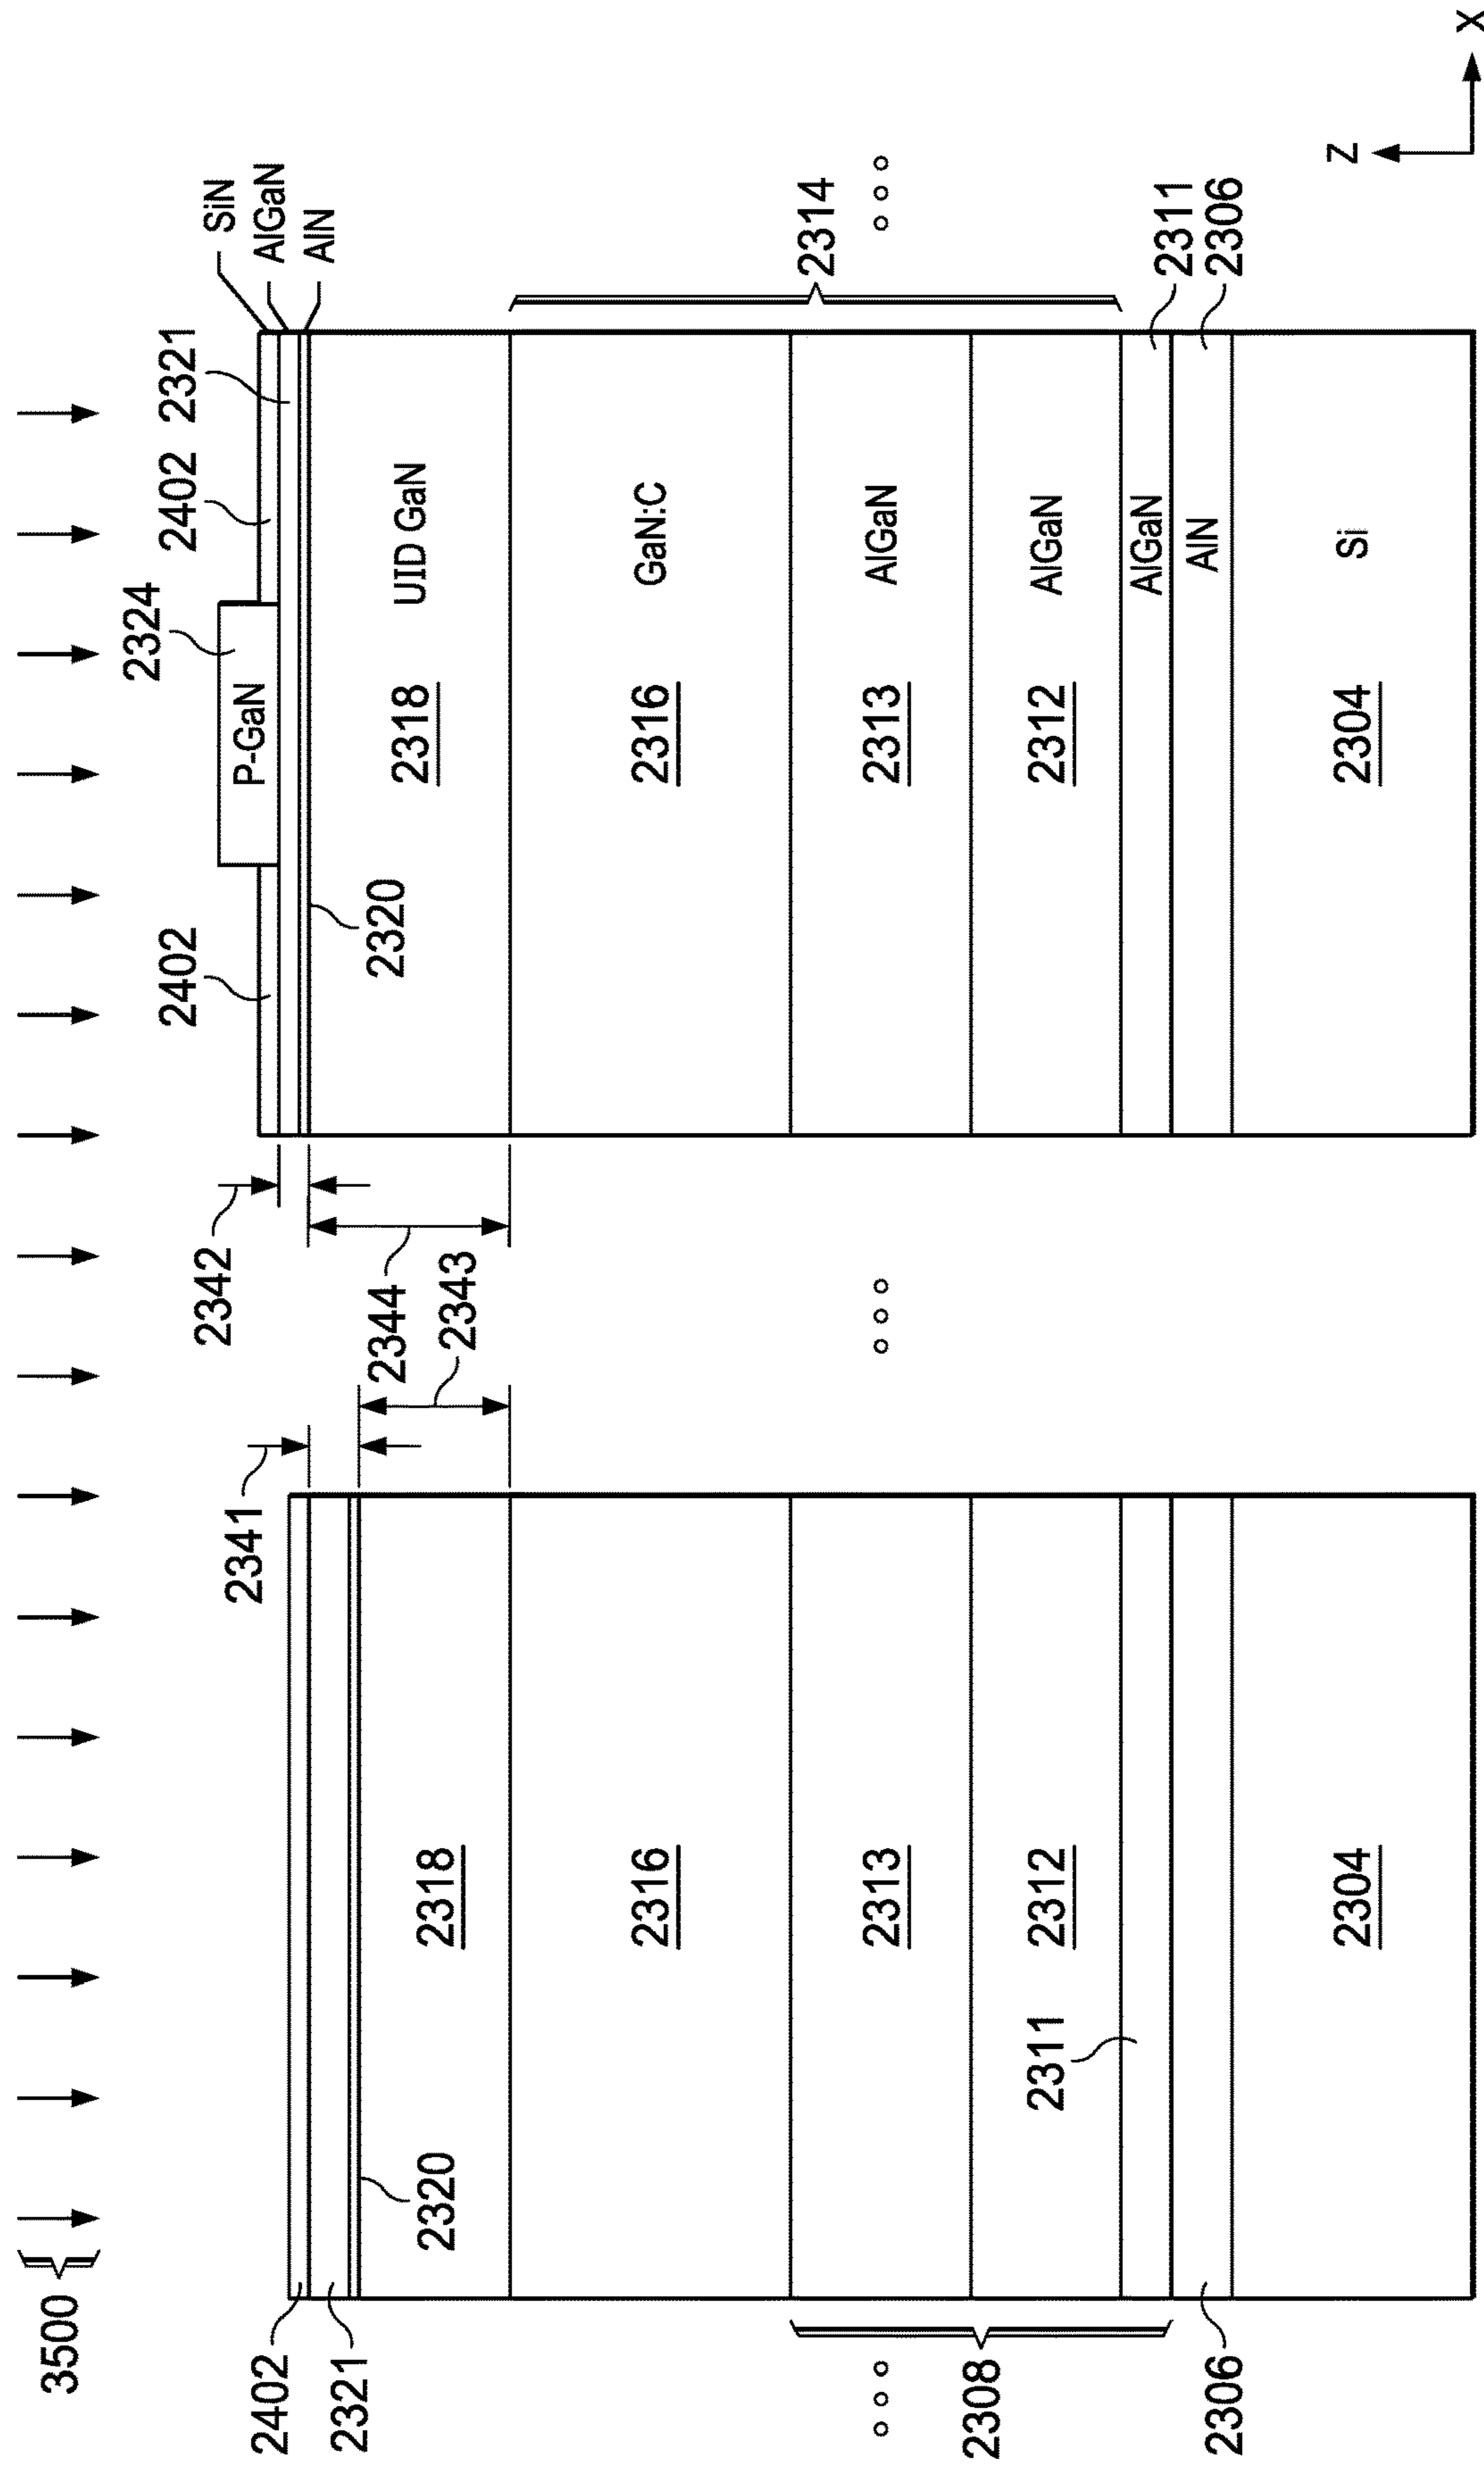 3500
2324
2402 2402 2321
2342 SiN
2341 P-GaN
2402 AlGaN
AlN
2321
2344 2320
2320 2318 2343 2318 UID GaN
2316 2316 GaN:C
2314
2313 2313 AlGaN
2308
2311 2312 2312 AlGaN
AlGaN 2311
2306 AlN 2306
2304 2304 Si
Z
X